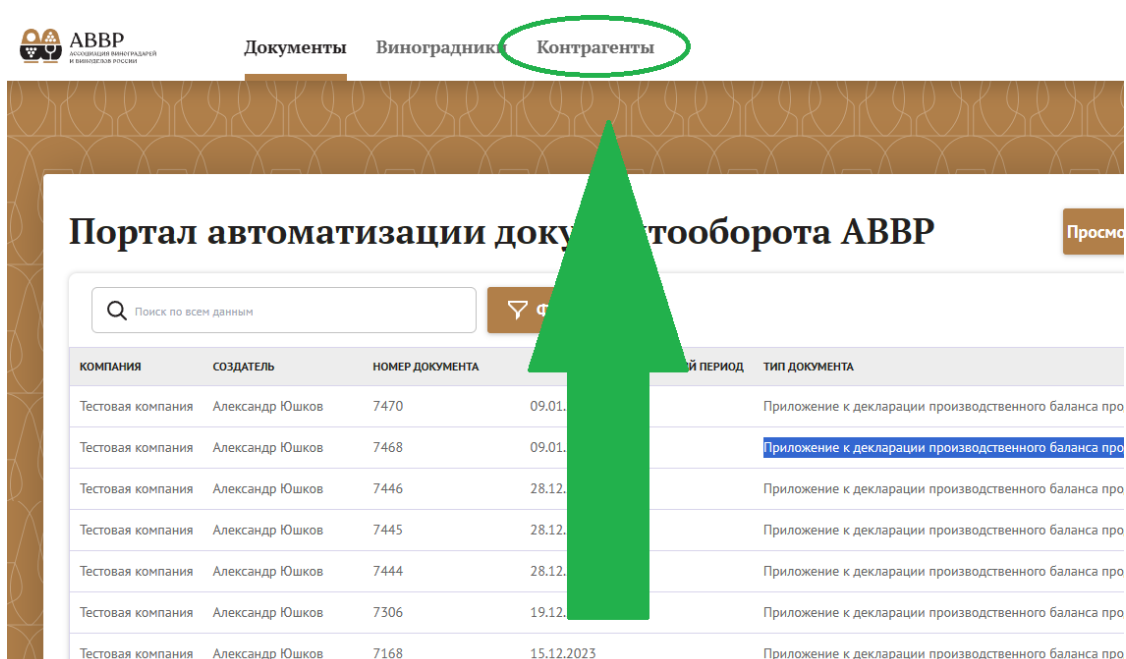 АВВР
АССОЦИАЦИЯ ВИНОГРАДАРЕЙ
И ВИНОДЕЛОВ РОССИИ
Документы Виноградники Контрагенты
Портал автоматизации доку тооборота АВВР
Просмо
Поиск по всем данным
Ф
КОМПАНИЯ СОЗДАТЕЛЬ НОМЕР ДОКУМЕНТА Й ПЕРИОД ТИП ДОКУМЕНТА
Тестовая компания Александр Юшков 7470 09.01. Приложение к декларации производственного баланса про
Тестовая компания Александр Юшков 7468 09.01. Приложение к декларации производственного баланса про
Тестовая компания Александр Юшков 7446 28.12. Приложение к декларации производственного баланса про
Тестовая компания Александр Юшков 7445 28.12. Приложение к декларации производственного баланса про
Тестовая компания Александр Юшков 7444 28.12. Приложение к декларации производственного баланса про
Тестовая компания Александр Юшков 7306 19.12. Приложение к декларации производственного баланса про
Тестовая компания Александр Юшков 7168 15.12.2023 Приложение к декларации производственного баланса про